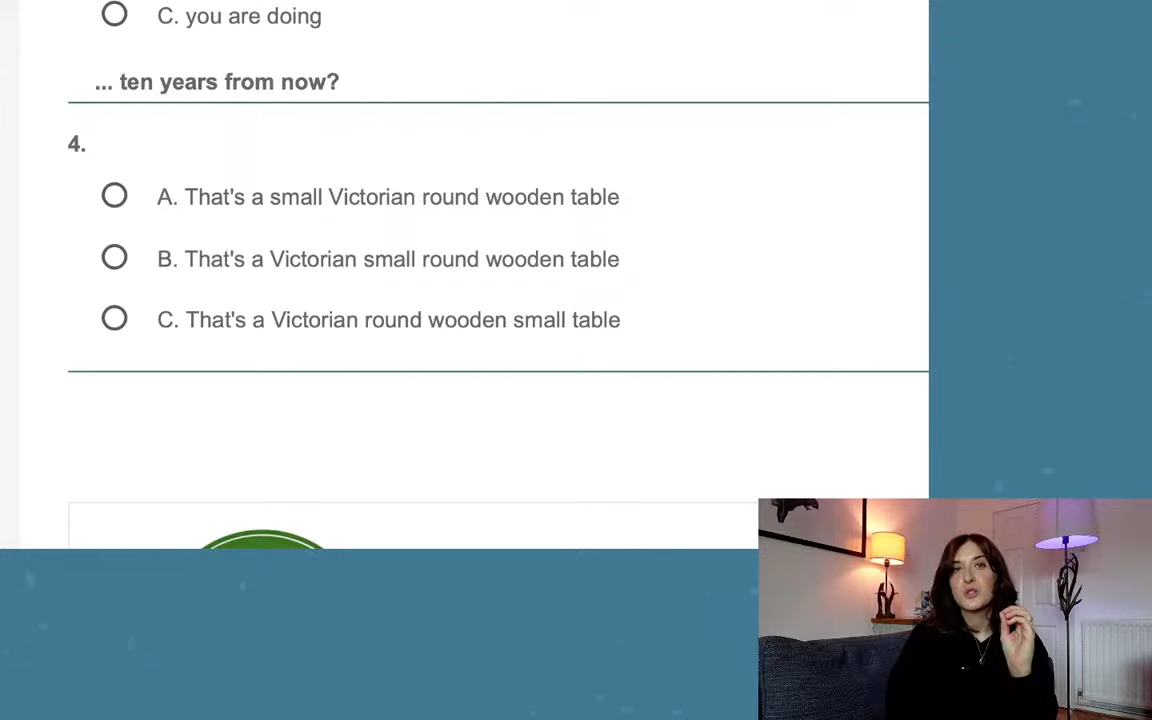 C. you are doing
... ten years from now?
4.
A. That's a small Victorian round wooden table
B. That's a Victorian small round wooden table
C. That's a Victorian round wooden small table